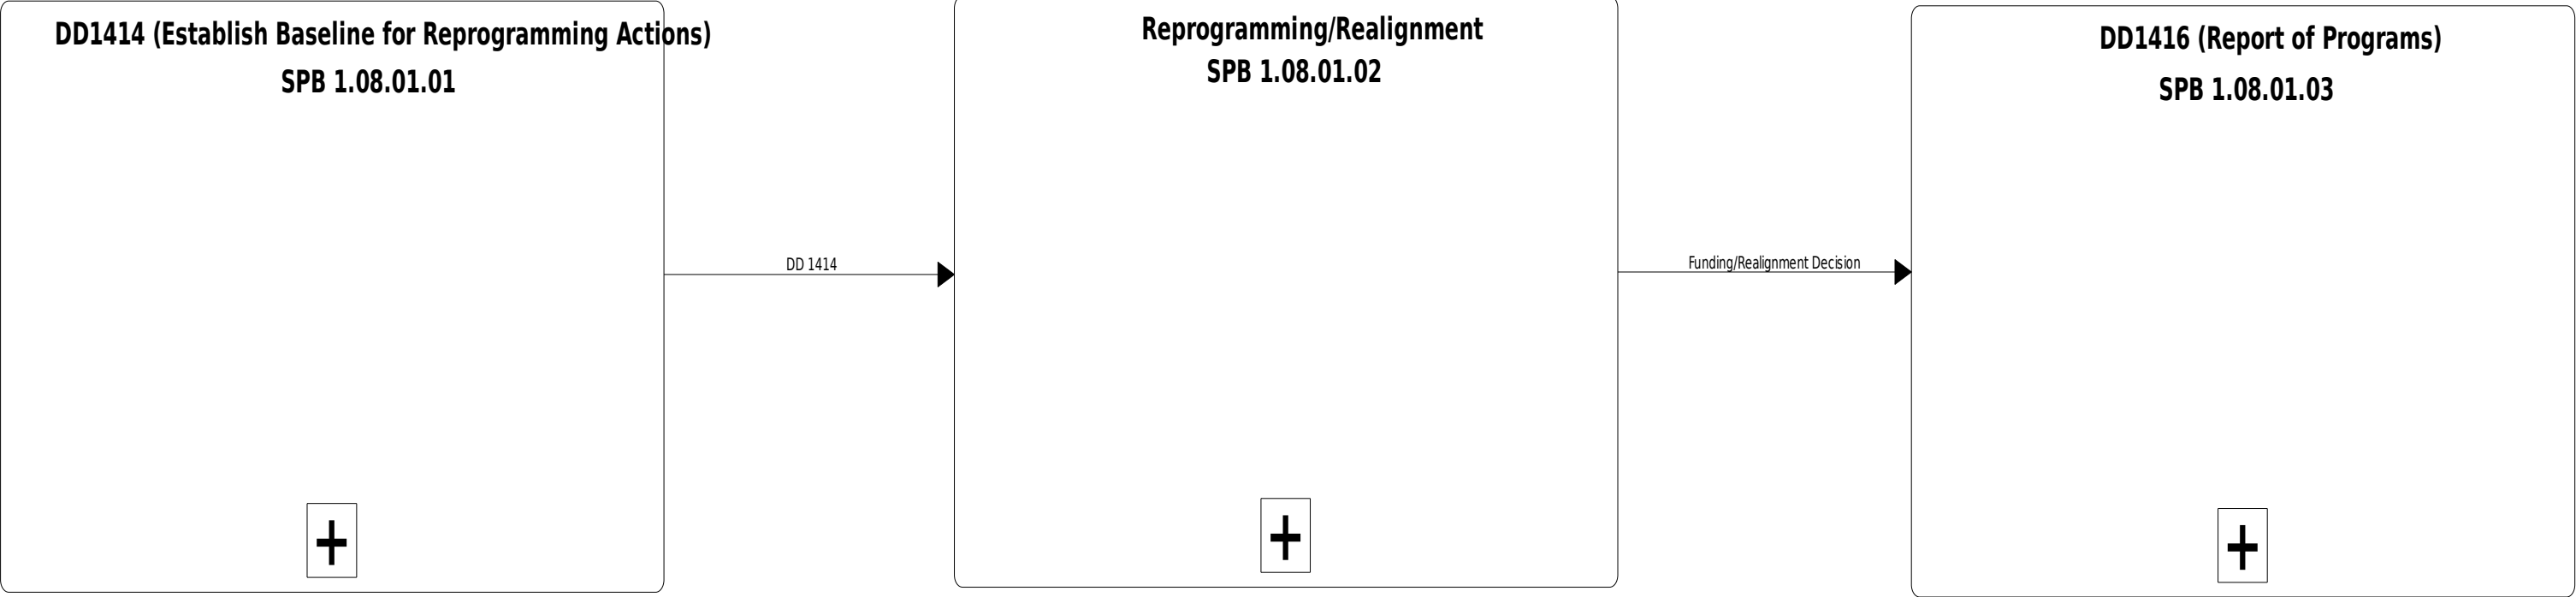 DD1414 (Establish Baseline for Reprogramming Actions)
SPB 1.08.01.01
DD 1414
Reprogramming/Realignment
SPB 1.08.01.02
Funding/Realignment Decision
DD1416 (Report of Programs)
SPB 1.08.01.03